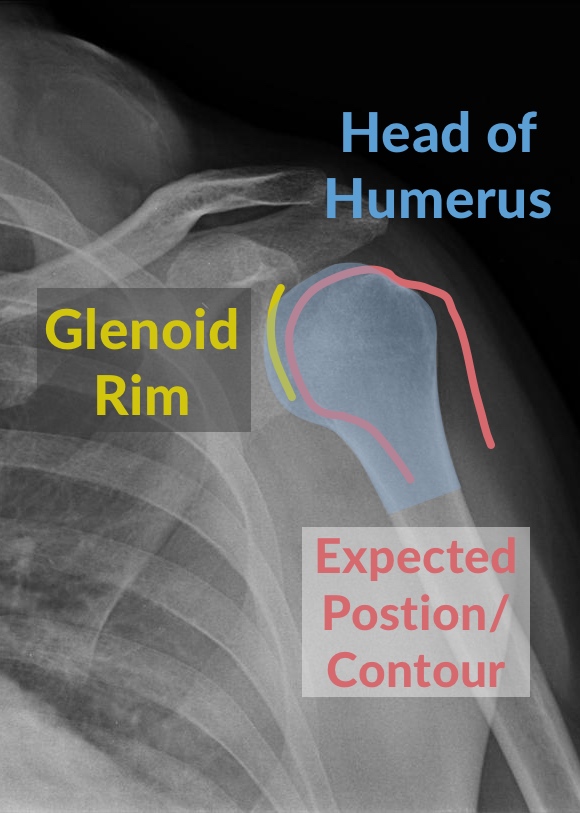 Head of
Humerus
Glenoid
Rim
Expected
Postion/
Contour